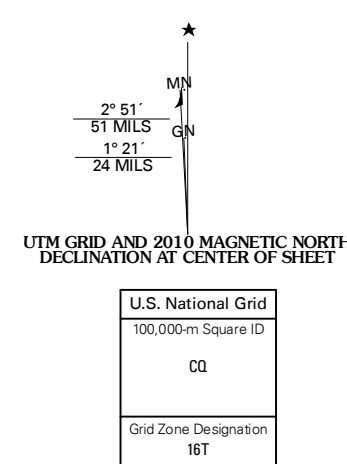 ★
MN
2° 51´
51 MILS
GN
1° 21´
24 MILS
UTM GRID AND 2010 MAGNETIC NORTH
DECLINATION AT CENTER OF SHEET
U.S. National Grid
100,000-m Square ID
CQ
Grid Zone Designation
16T